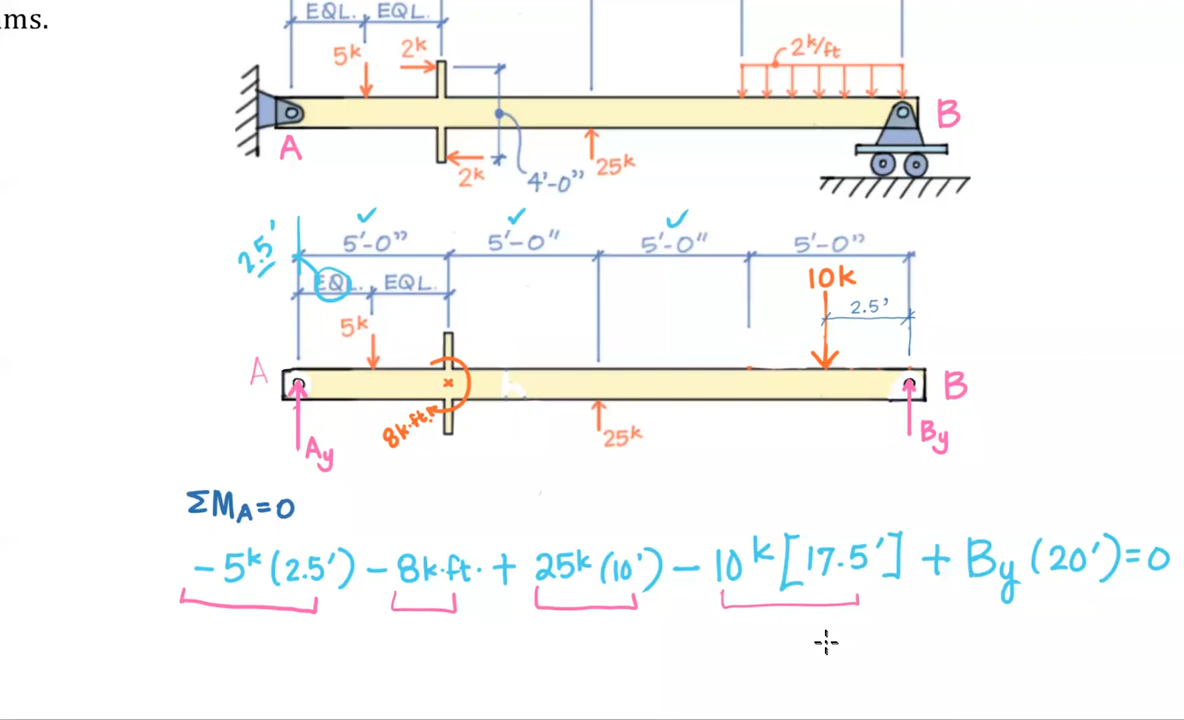 ms.
EQL. EQL.
5k 2k 2k/ft
A B
2k 4'-0" 25k
5'-0" 5'-0" 5'-0" 5'-0"
2.5'
EQL. EQL. 10k
2.5'
5k
A B
8k·ft. 25k
Ay By
ΣMA=0
-5k(2.5') - 8k·ft. + 25k(10') - 10k[17.5'] + By(20')=0